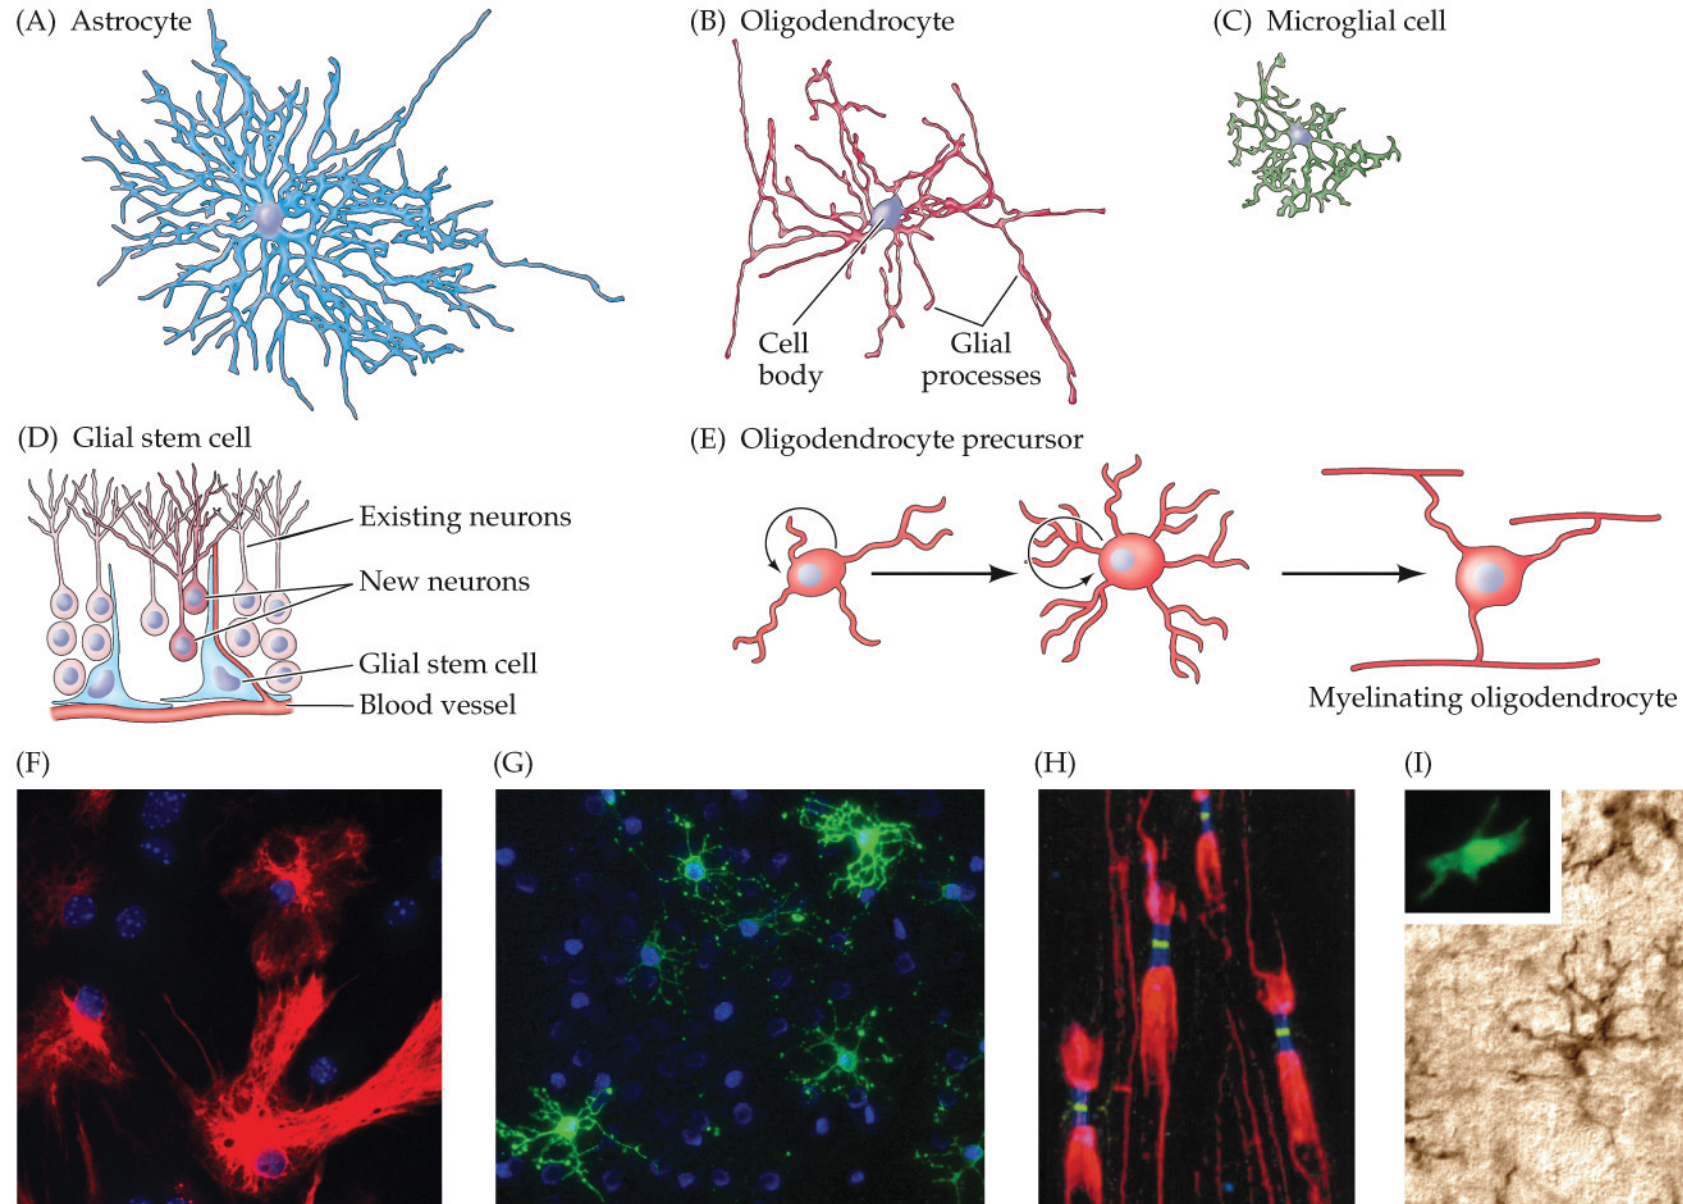 (A) Astrocyte
(B) Oligodendrocyte
(C) Microglial cell
Cell
body
Glial
processes
(D) Glial stem cell
Existing neurons
New neurons
Glial stem cell
Blood vessel
(E) Oligodendrocyte precursor
Myelinating oligodendrocyte
(F)
(G)
(H)
(I)